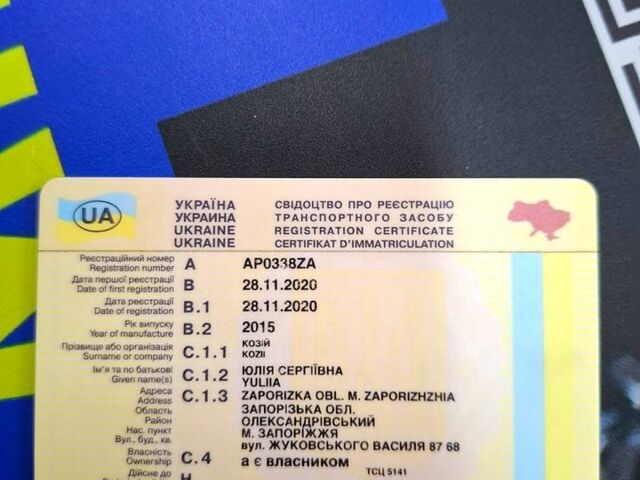 UA
УКРАЇНА СВІДОЦТВО ПРО РЕЄСТРАЦІЮ
УКРАИНА ТРАНСПОРТНОГО ЗАСОБУ
UKRAINE REGISTRATION CERTIFICATE
UKRAINE CERTIFIKAT D'IMMATRICULATION
Реєстраційний номер
Registration number A AP0338ZA
Дата першої реєстрації
Date of first registration B 28.11.2020
Дата реєстрації
Date of registration B.1 28.11.2020
Рік випуску
Year of manufacture B.2 2015
Прізвище або організація C.1.1 КОЗІЙ
Surname or company KOZII
Ім'я та по батькові C.1.2 ЮЛІЯ СЕРГІЇВНА
Given name(s) YULIIA
Адреса C.1.3 ZAPORIZKA OBL. M. ZAPORIZHZHIA
Address
Область ЗАПОРІЗЬКА ОБЛ.
Район ОЛЕКСАНДРІВСЬКИЙ
Нас. пункт М. ЗАПОРІЖЖЯ
Вул., буд., кв. вул. ЖУКОВСЬКОГО ВАСИЛЯ 87 68
Власність
Ownership C.4 а є власником
ТСЦ 5141
Дійсне до H